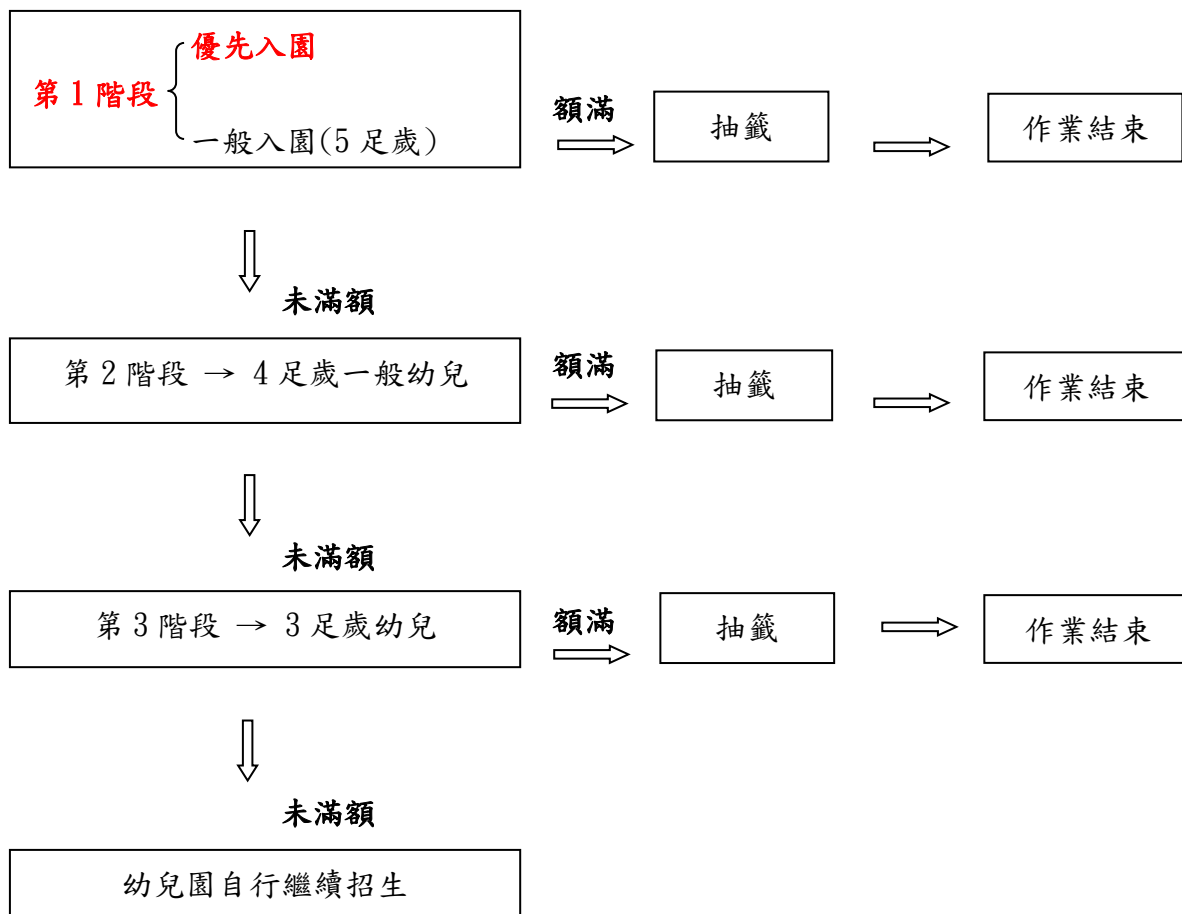 優先入園
第1階段
一般入園(5足歲)
額滿
抽籤
作業結束
未滿額
第2階段 → 4足歲一般幼兒
額滿
抽籤
作業結束
未滿額
第3階段 → 3足歲幼兒
額滿
抽籤
作業結束
未滿額
幼兒園自行繼續招生